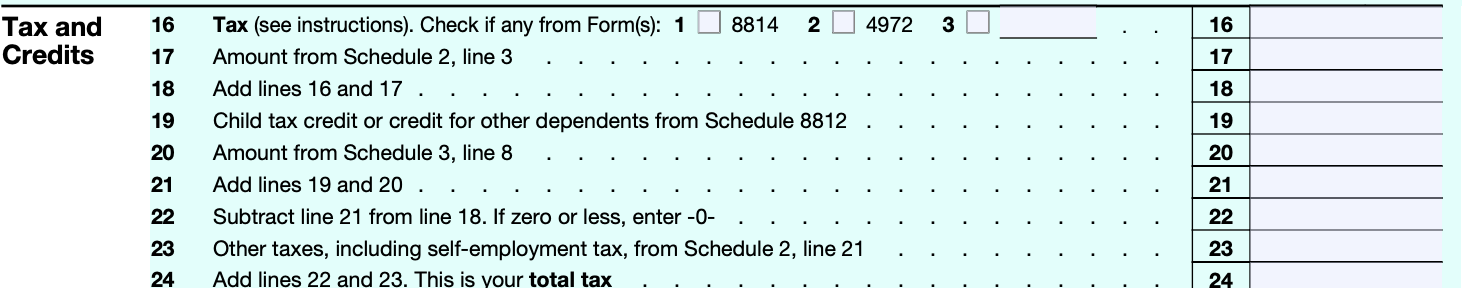 Tax and
Credits
16 Tax (see instructions). Check if any from Form(s): 1 8814 2 4972 3 . . 16
17 Amount from Schedule 2, line 3 . . . . . . . . . . . . . . . . . . . . 17
18 Add lines 16 and 17 . . . . . . . . . . . . . . . . . . . . . . . . 18
19 Child tax credit or credit for other dependents from Schedule 8812 . . . . . . . . . . 19
20 Amount from Schedule 3, line 8 . . . . . . . . . . . . . . . . . . . . 20
21 Add lines 19 and 20 . . . . . . . . . . . . . . . . . . . . . . . . 21
22 Subtract line 21 from line 18. If zero or less, enter -0- . . . . . . . . . . . . . . 22
23 Other taxes, including self-employment tax, from Schedule 2, line 21 . . . . . . . . . 23
24 Add lines 22 and 23. This is your total tax . . . . . . . . . . . . . . . . . 24